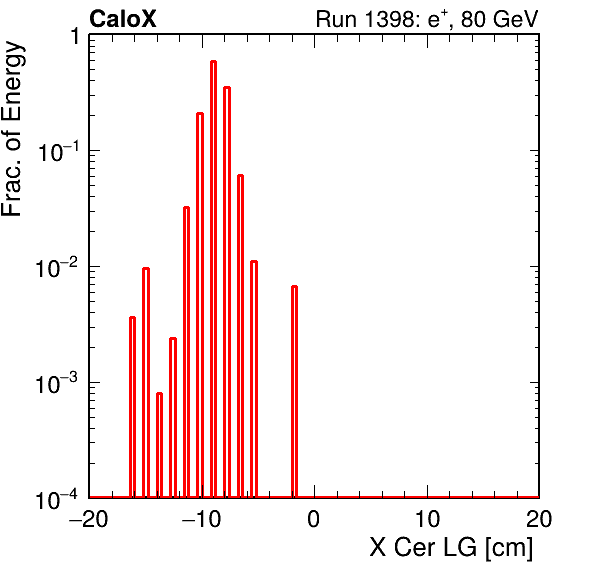 CaloX Run 1398: e⁺, 80 GeV
Frac. of Energy
1
10⁻¹
10⁻²
10⁻³
10⁻⁴
−20 −10 0 10 20
X Cer LG [cm]